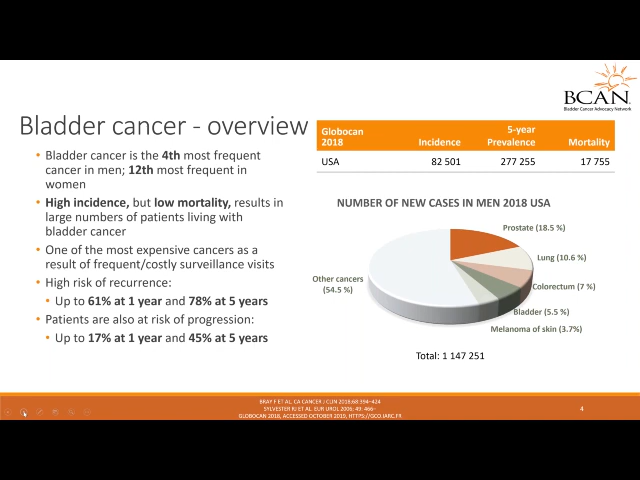 BCAN
Bladder Cancer Advocacy Network
Bladder cancer - overview
• Bladder cancer is the 4th most frequent
cancer in men; 12th most frequent in
women
• High incidence, but low mortality, results in
large numbers of patients living with
bladder cancer
• One of the most expensive cancers as a
result of frequent/costly surveillance visits
• High risk of recurrence:
• Up to 61% at 1 year and 78% at 5 years
• Patients are also at risk of progression:
• Up to 17% at 1 year and 45% at 5 years
Globocan 2018 Incidence 5-year Prevalence Mortality
USA 82 501 277 255 17 755
NUMBER OF NEW CASES IN MEN 2018 USA
Prostate (18.5 %)
Lung (10.6 %)
Colorectum (7 %)
Bladder (5.5 %)
Melanoma of skin (3.7%)
Other cancers
(54.5 %)
Total: 1 147 251
BRAY F ET AL. CA CANCER J CLIN 2019;68:394–424
SYLVESTER RJ ET AL. EUR UROL 2006; 49: 466–
GLOBOCAN 2018, ACCESSED OCTOBER 2019, HTTPS://GCO.IARC.FR
4